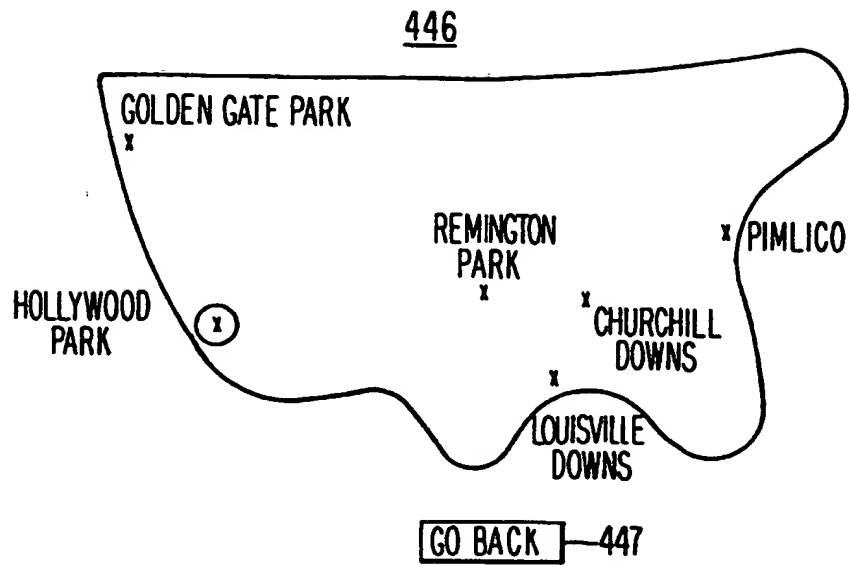 446
GOLDEN GATE PARK
REMINGTON
PARK
PIMLICO
HOLLYWOOD
PARK
CHURCHILL
DOWNS
LOUISVILLE
DOWNS
GO BACK
447